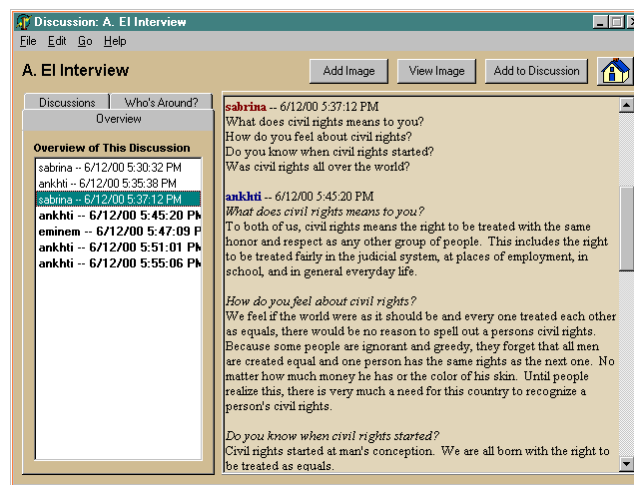 Discussion: A. EI Interview
File Edit Go Help
A. EI Interview
Add Image
View Image
Add to Discussion
Discussions
Who's Around?
Overview
Overview of This Discussion
sabrina -- 6/12/00 5:30:32 PM
ankhti -- 6/12/00 5:35:38 PM
sabrina -- 6/12/00 5:37:12 PM
ankhti -- 6/12/00 5:45:20 PM
eminem -- 6/12/00 5:47:09 P
ankhti -- 6/12/00 5:51:01 PM
ankhti -- 6/12/00 5:55:06 PM
sabrina -- 6/12/00 5:37:12 PM
What does civil rights means to you?
How do you feel about civil rights?
Do you know when civil rights started?
Was civil rights all over the world?
ankhti -- 6/12/00 5:45:20 PM
What does civil rights mean to you?
To both of us, civil rights means the right to be treated with the same
honor and respect as any other group of people. This includes the right
to be treated fairly in the judicial system, at places of employment, in
school, and in general everyday life.
How do you feel about civil rights?
We feel if the world were as it should be and every one treated each other
as equals, there would be no reason to spell out a persons civil rights.
Because some people are ignorant and greedy, they forget that all men
are created equal and one person has the same rights as the next one. No
matter how much money he has or the color of his skin. Until people
realize this, there is very much a need for this country to recognize a
person's civil rights.
Do you know when civil rights started?
Civil rights started at man's conception. We are all born with the right to
be treated as equals.